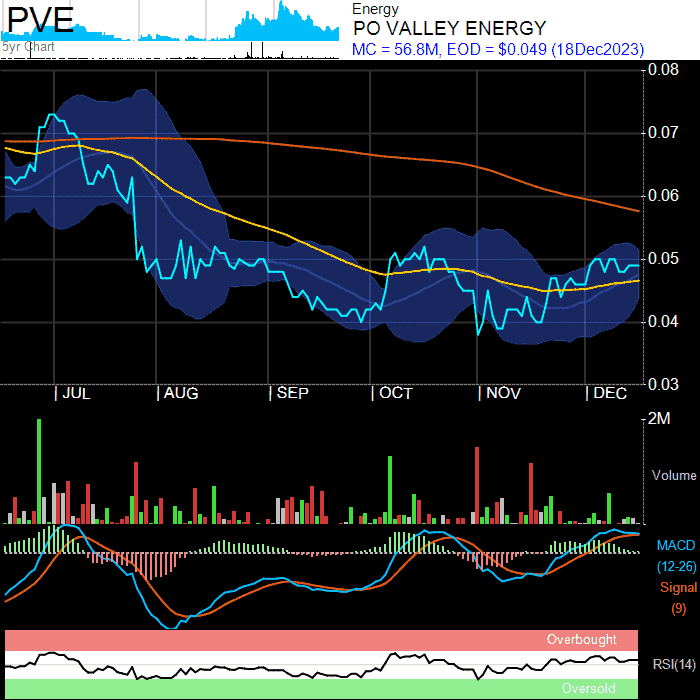 PVE
5yr Chart
Energy
PO VALLEY ENERGY
MC = 56.8M, EOD = $0.049 (18Dec2023)
0.08
0.07
0.06
0.05
0.04
0.03
JUL AUG SEP OCT NOV DEC
2M
Volume
MACD
(12-26)
Signal
(9)
Overbought
RSI(14)
Oversold